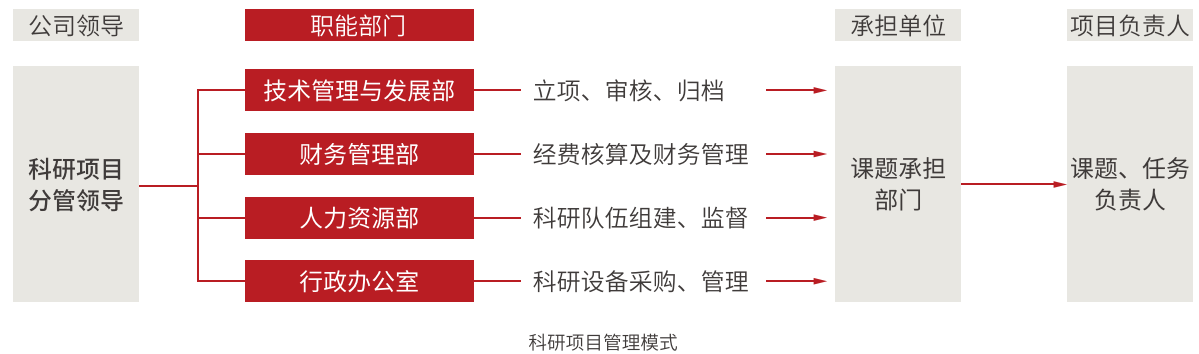 公司领导
职能部门
承担单位
项目负责人
科研项目
分管领导
技术管理与发展部
立项、审核、归档
财务管理部
经费核算及财务管理
人力资源部
科研队伍组建、监督
行政办公室
科研设备采购、管理
课题承担
部门
课题、任务
负责人
科研项目管理模式